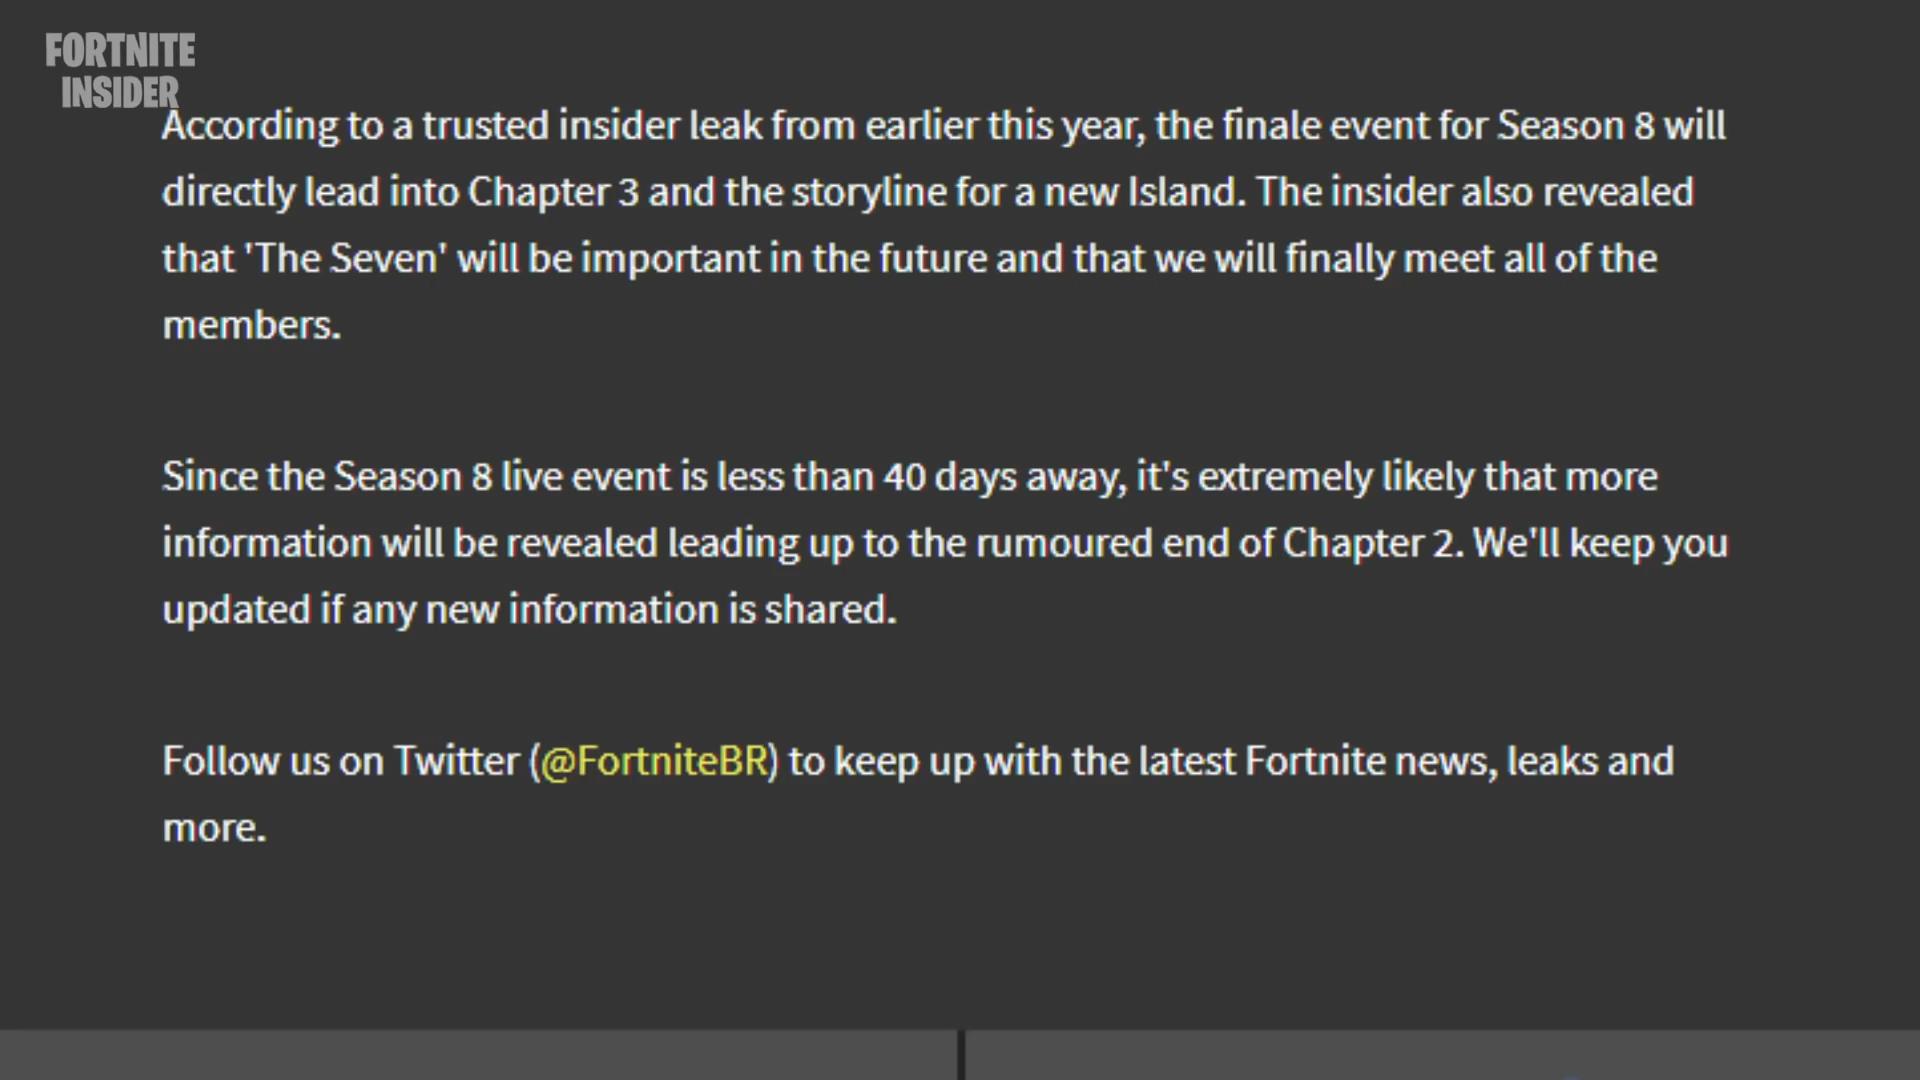 FORTNITE
INSIDER
According to a trusted insider leak from earlier this year, the finale event for Season 8 will
directly lead into Chapter 3 and the storyline for a new Island. The insider also revealed
that 'The Seven' will be important in the future and that we will finally meet all of the
members.
Since the Season 8 live event is less than 40 days away, it's extremely likely that more
information will be revealed leading up to the rumoured end of Chapter 2. We'll keep you
updated if any new information is shared.
Follow us on Twitter (@FortniteBR) to keep up with the latest Fortnite news, leaks and
more.